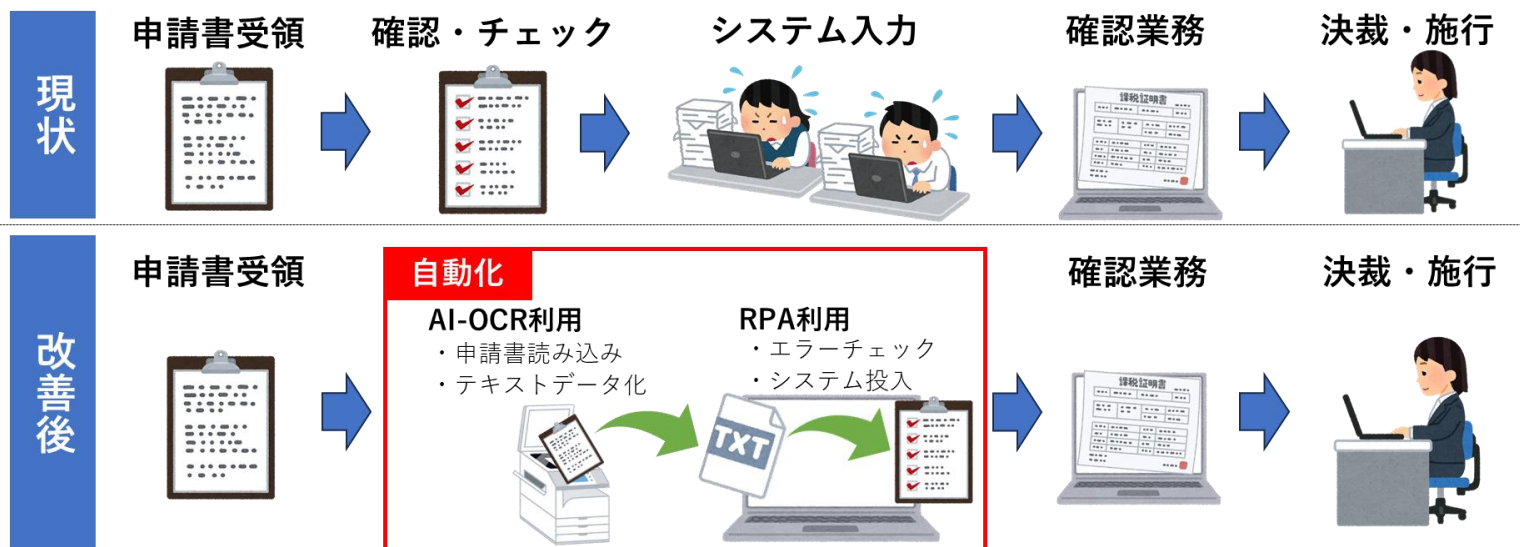 現状
申請書受領
確認・チェック
システム入力
確認業務
決裁・施行
課税証明書
改善後
申請書受領
自動化
AI-OCR利用
・申請書読み込み
・テキストデータ化
RPA利用
・エラーチェック
・システム投入
TXT
確認業務
決裁・施行
課税証明書